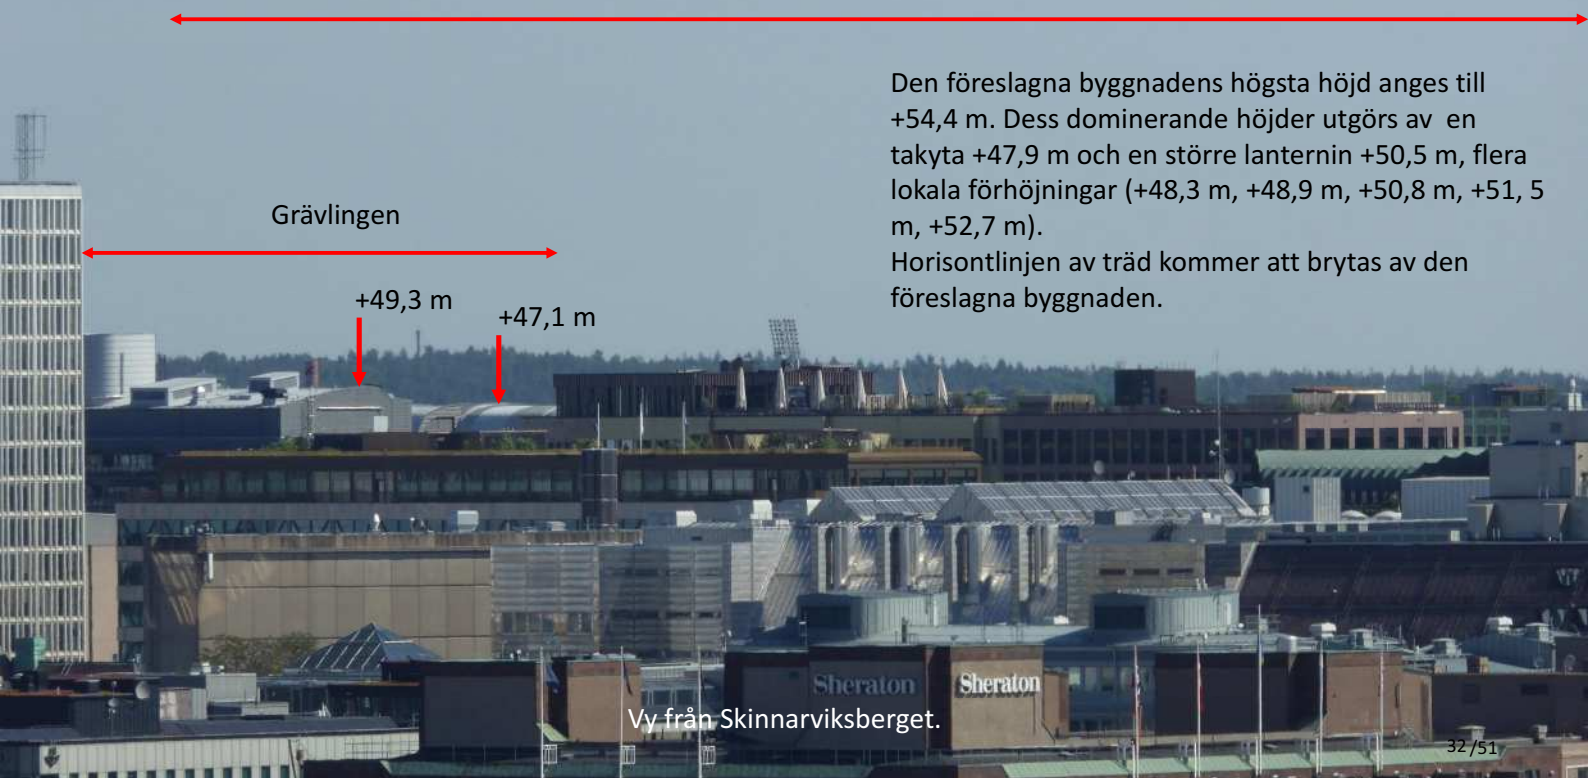 Den föreslagna byggnadens högsta höjd anges till
+54,4 m. Dess dominerande höjder utgörs av  en
takyta +47,9 m och en större lanternin +50,5 m, flera
lokala förhöjningar (+48,3 m, +48,9 m, +50,8 m, +51, 5
m, +52,7 m).
Horisontlinjen av träd kommer att brytas av den
föreslagna byggnaden.
Grävlingen
+49,3 m
+47,1 m
Sheraton
Sheraton
Vy från Skinnarviksberget.
32/51